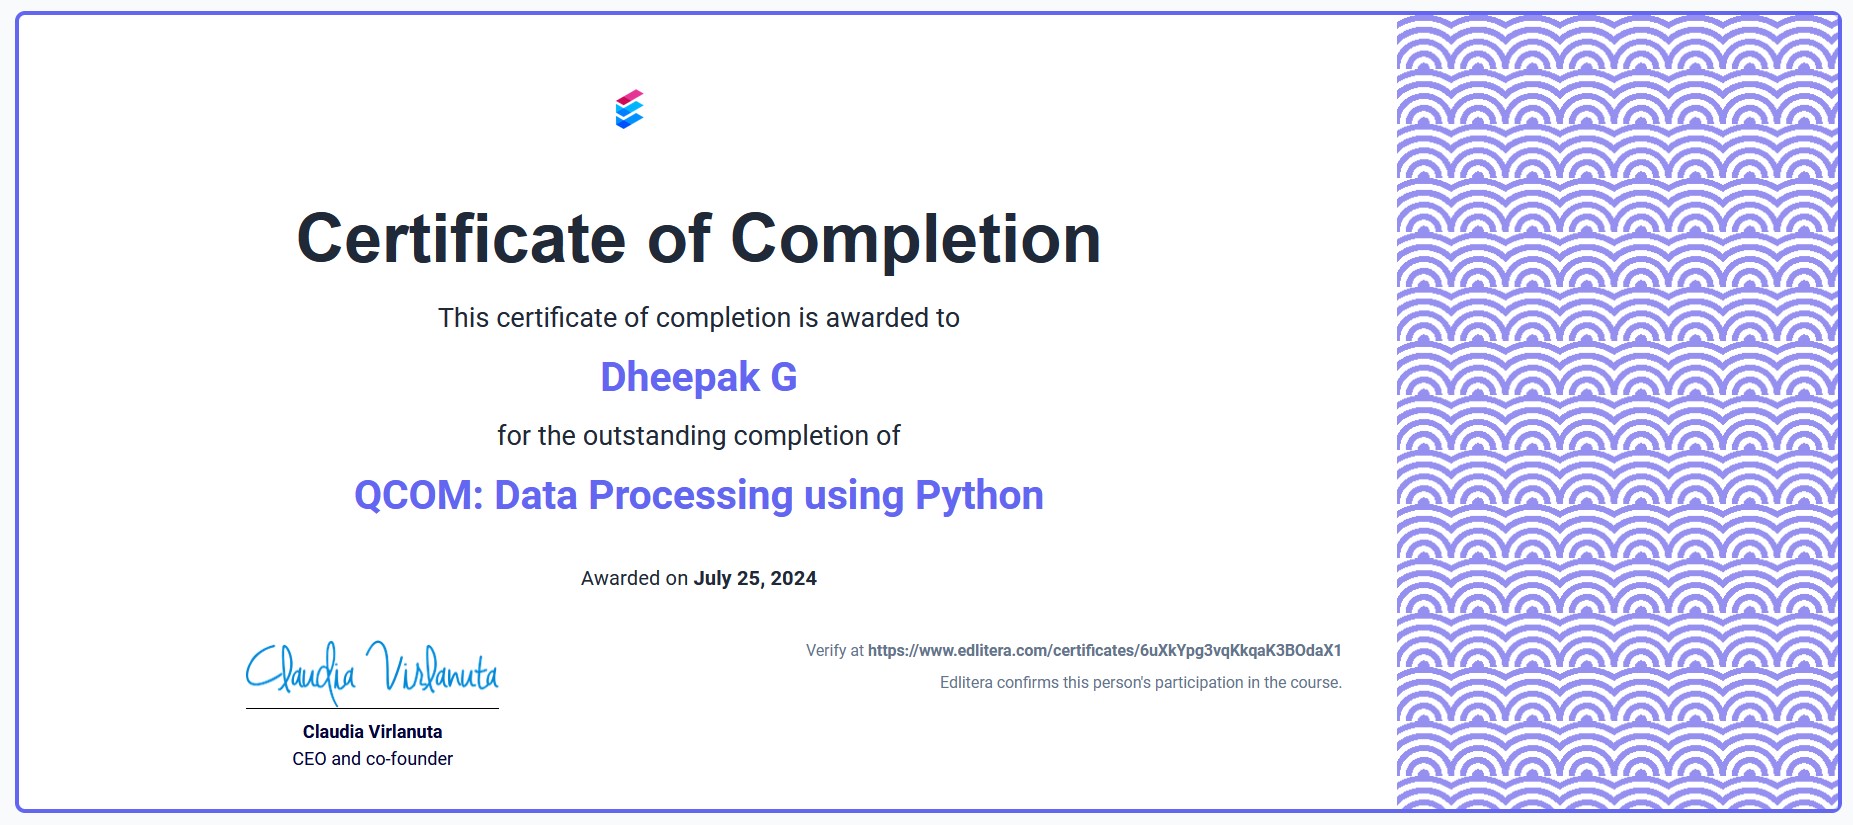 Certificate of Completion
This certificate of completion is awarded to
Dheepak G
for the outstanding completion of
QCOM: Data Processing using Python
Awarded on July 25, 2024
Claudia Virlanuta
Claudia Virlanuta
CEO and co-founder
Verify at https://www.edlitera.com/certificates/6uXkYpg3vqKkqaK3BOdaX1
Edlitera confirms this person's participation in the course.